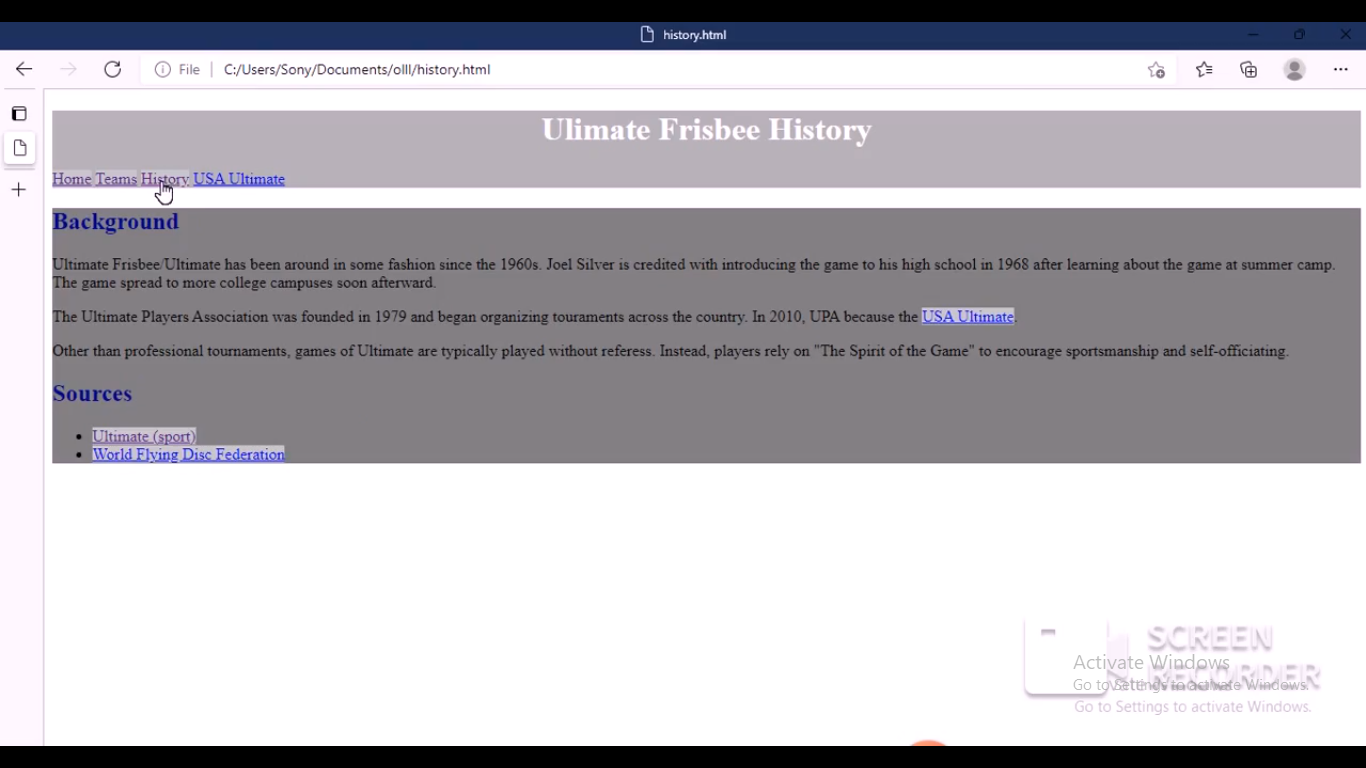 history.html
File C:/Users/Sony/Documents/olll/history.html
Ulimate Frisbee History
Home Teams History USA Ultimate
Background
Ultimate Frisbee/Ultimate has been around in some fashion since the 1960s. Joel Silver is credited with introducing the game to his high school in 1968 after learning about the game at summer camp.
The game spread to more college campuses soon afterward.
The Ultimate Players Association was founded in 1979 and began organizing touraments across the country. In 2010, UPA because the USA Ultimate.
Other than professional tournaments, games of Ultimate are typically played without referess. Instead, players rely on "The Spirit of the Game" to encourage sportsmanship and self-officiating.
Sources
Ultimate (sport)
World Flying Disc Federation
SCREEN
Activate Windows
RECORDER
Go to Settings to activate Windows.
Go to Settings to activate Windows.